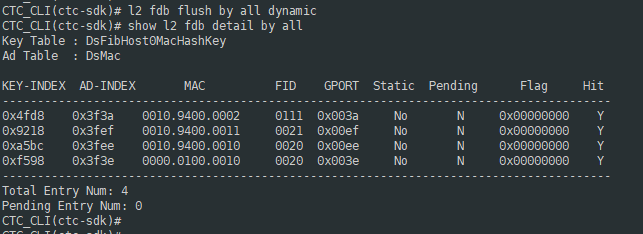 CTC_CLI(ctc-sdk)# l2 fdb flush by all dynamic
CTC_CLI(ctc-sdk)# show l2 fdb detail by all
Key Table : DsFibHost0MacHashKey
Ad Table  : DsMac
KEY-INDEX  AD-INDEX       MAC          FID    GPORT   Static  Pending      Flag     Hit
-------------------------------------------------------------------------------------
0x4fd8    0x3f3a   0010.9400.0002     0111  0x003a    No       N     0x00000000    Y
0x9218    0x3fef   0010.9400.0011     0021  0x00ef    No       N     0x00000000    Y
0xa5bc    0x3fee   0010.9400.0010     0020  0x00ee    No       N     0x00000000    Y
0xf598    0x3f3e   0000.0100.0010     0020  0x003e    No       N     0x00000000    Y
-------------------------------------------------------------------------------------
Total Entry Num: 4
Pending Entry Num: 0
CTC_CLI(ctc-sdk)#
CTC_CLI(ctc-sdk)#